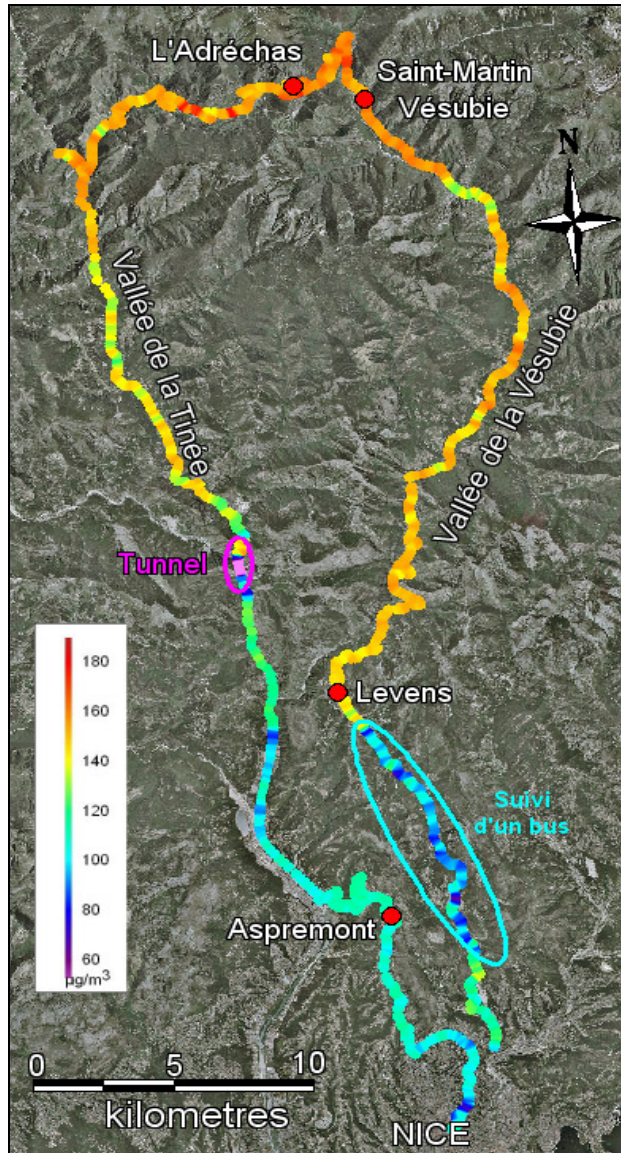 L'Adréchas
Saint-Martin
Vésubie
N
Vallée de la Tinée
Vallée de la Vésubie
Tunnel
180
160
140
120
100
80
60
µg/m3
Levens
Suivi
d'un bus
Aspremont
0 5 10
kilometres
NICE